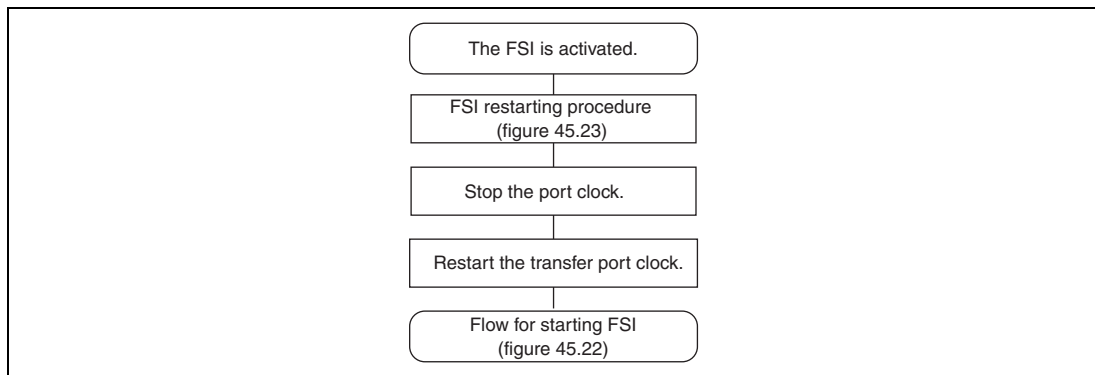 The FSI is activated.
FSI restarting procedure
(figure 45.23)
Stop the port clock.
Restart the transfer port clock.
Flow for starting FSI
(figure 45.22)